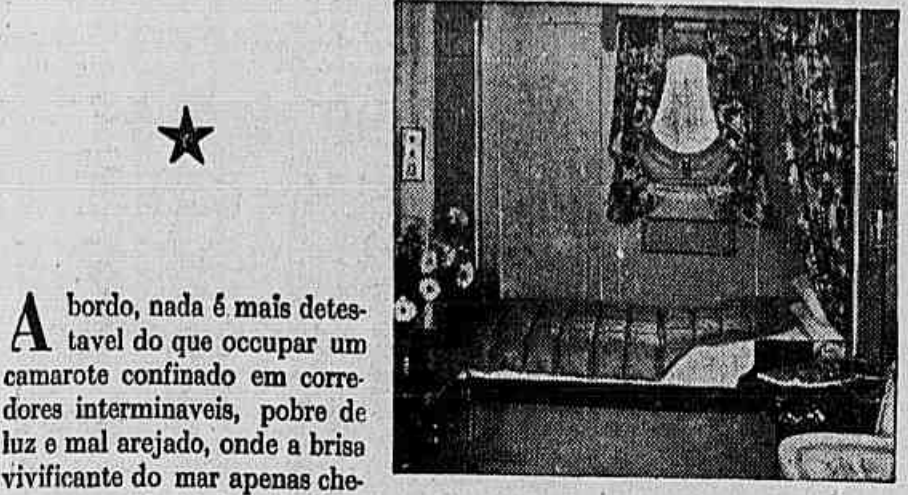 A bordo, nada é mais detes-
tavel do que occupar um
camarote confinado em corre-
dores interminaveis, pobre de
luz e mal arejado, onde a brisa
vivificante do mar apenas che-